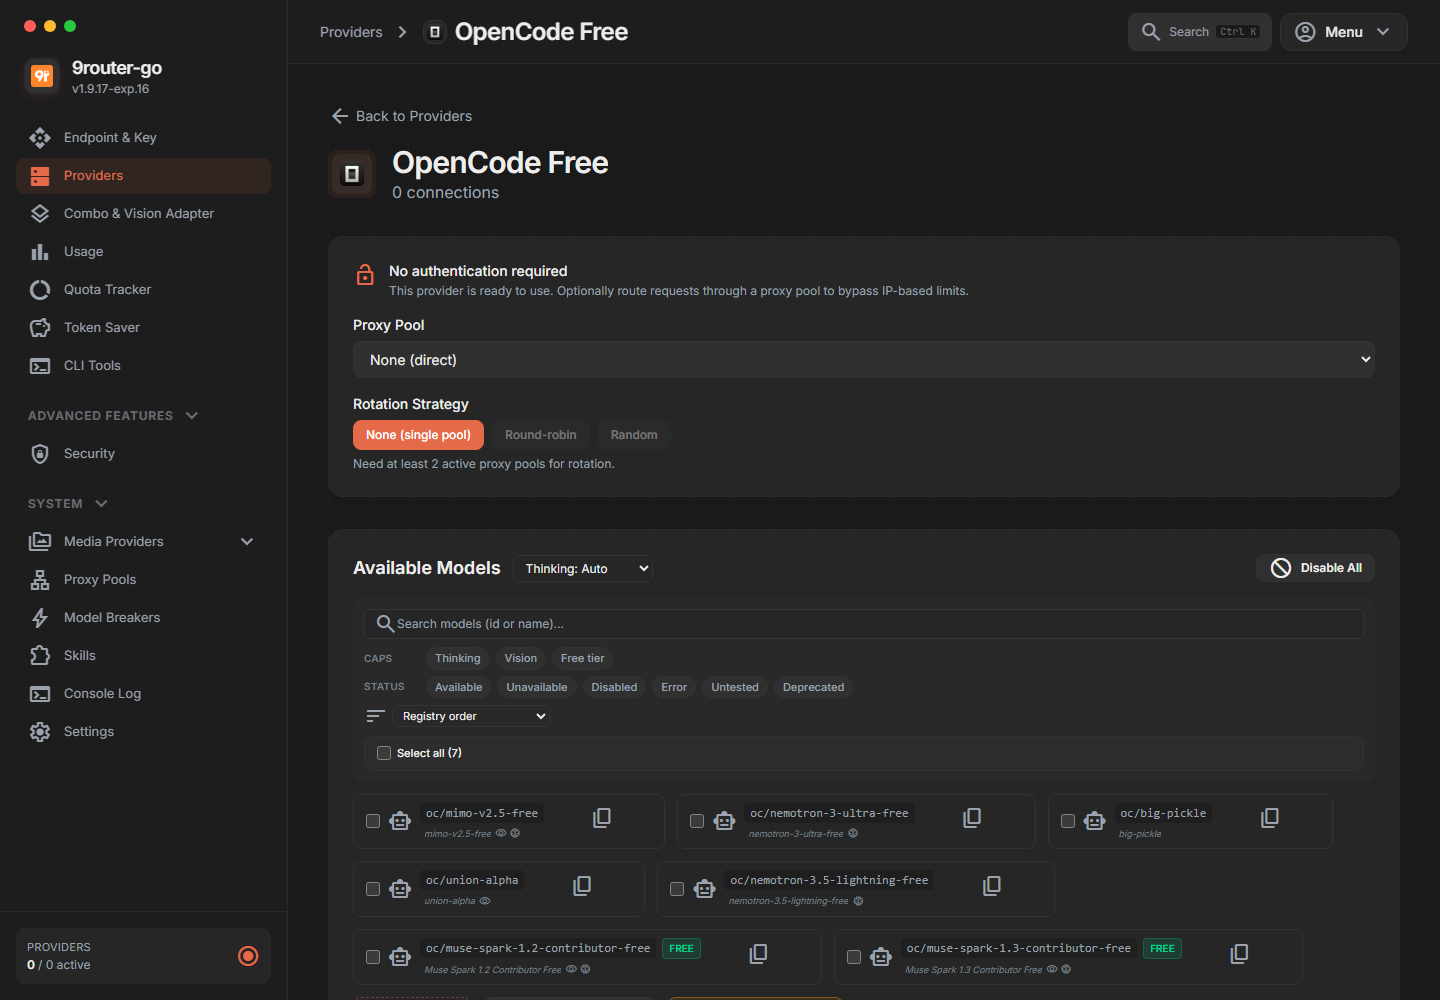 Providers
OpenCode Free
Search Ctrl K
Menu
9router-go
v1.9.17-exp.16
Endpoint & Key
Providers
Combo & Vision Adapter
Usage
Quota Tracker
Token Saver
CLI Tools
ADVANCED FEATURES
Security
SYSTEM
Media Providers
Proxy Pools
Model Breakers
Skills
Console Log
Settings
PROVIDERS
0 / 0 active
Back to Providers
OpenCode Free
0 connections
No authentication required
This provider is ready to use. Optionally route requests through a proxy pool to bypass IP-based limits.
Proxy Pool
None (direct)
Rotation Strategy
None (single pool) Round-robin Random
Need at least 2 active proxy pools for rotation.
Available Models Thinking: Auto Disable All
Search models (id or name)...
CAPS Thinking Vision Free tier
STATUS Available Unavailable Disabled Error Untested Deprecated
Registry order
Select all (7)
oc/mimo-v2.5-free
mimo-v2.5-free
oc/nemotron-3-ultra-free
nemotron-3-ultra-free
oc/big-pickle
big-pickle
oc/union-alpha
union-alpha
oc/nemotron-3.5-lightning-free
nemotron-3.5-lightning-free
oc/muse-spark-1.2-contributor-free FREE
Muse Spark 1.2 Contributor Free
oc/muse-spark-1.3-contributor-free FREE
Muse Spark 1.3 Contributor Free